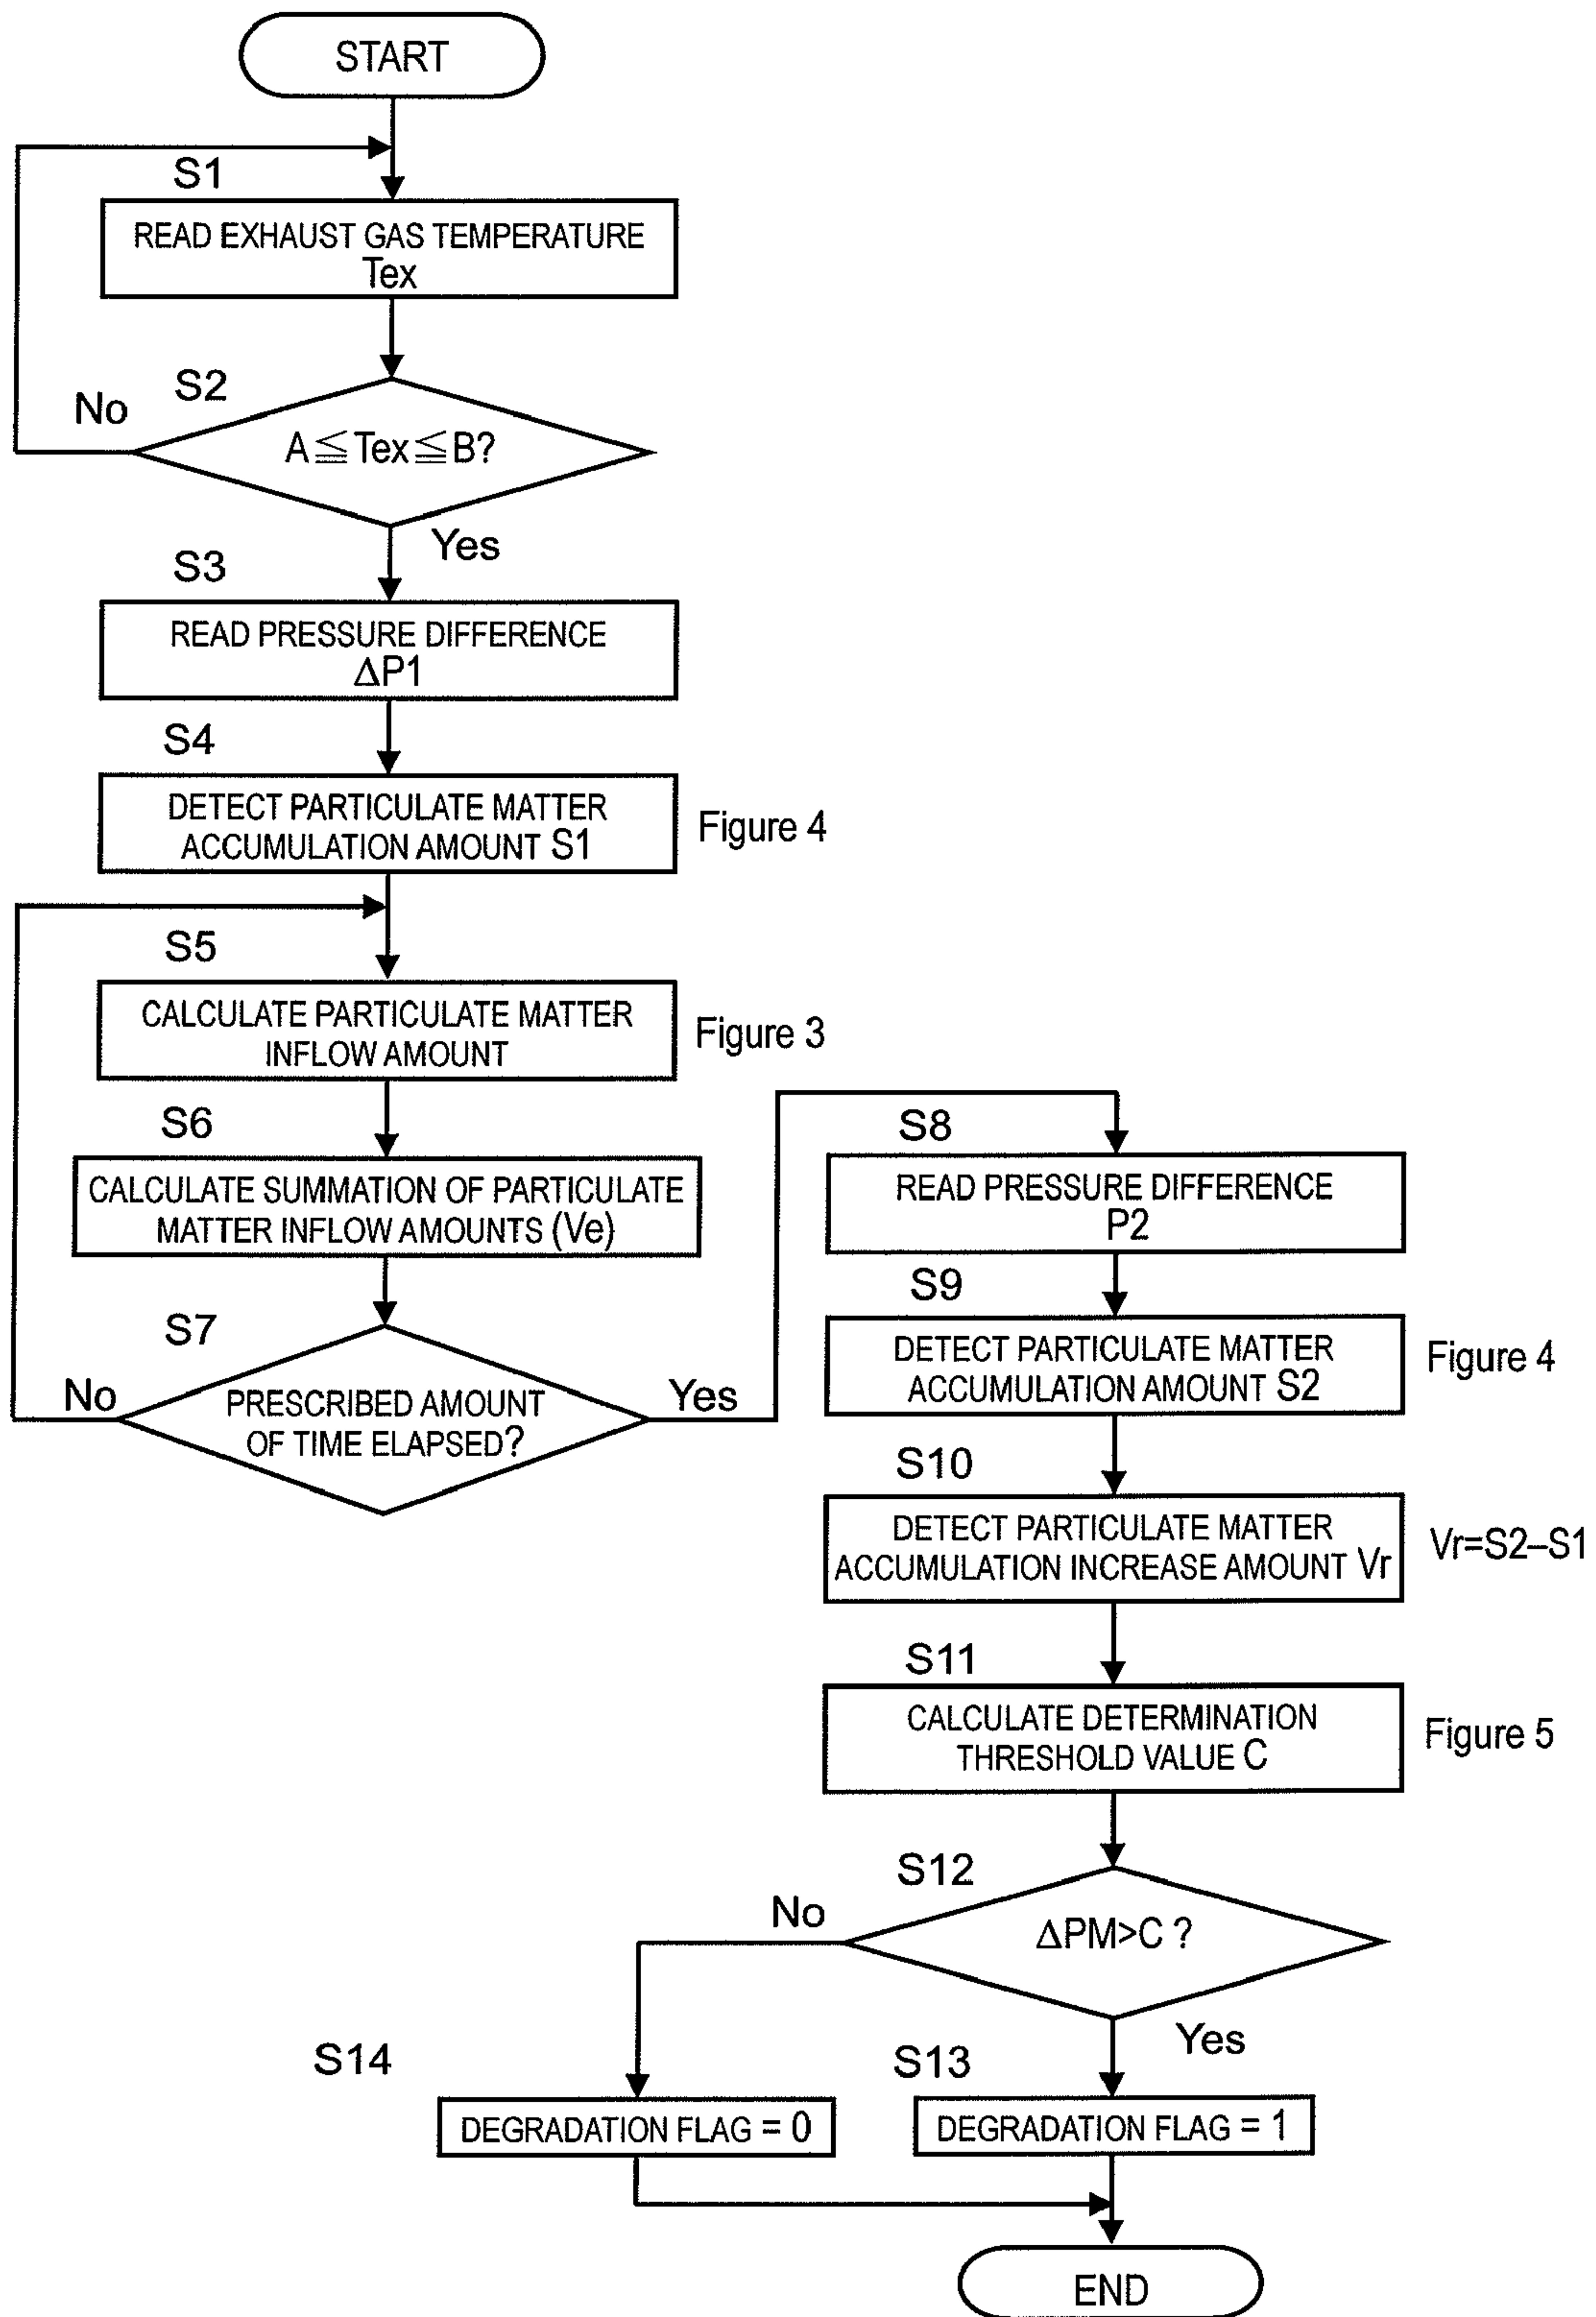 START
S1
READ EXHAUST GAS TEMPERATURE
Tex
S2
No
A≦Tex≦B?
Yes
S3
READ PRESSURE DIFFERENCE
ΔP1
S4
DETECT PARTICULATE MATTER
ACCUMULATION AMOUNT S1
Figure 4
S5
CALCULATE PARTICULATE MATTER
INFLOW AMOUNT
Figure 3
S6
CALCULATE SUMMATION OF PARTICULATE
MATTER INFLOW AMOUNTS (Ve)
S7
No
PRESCRIBED AMOUNT
OF TIME ELAPSED?
Yes
S8
READ PRESSURE DIFFERENCE
P2
S9
DETECT PARTICULATE MATTER
ACCUMULATION AMOUNT S2
Figure 4
S10
DETECT PARTICULATE MATTER
ACCUMULATION INCREASE AMOUNT Vr
Vr=S2–S1
S11
CALCULATE DETERMINATION
THRESHOLD VALUE C
Figure 5
S12
No
ΔPM>C ?
Yes
S14
DEGRADATION FLAG = 0
S13
DEGRADATION FLAG = 1
END